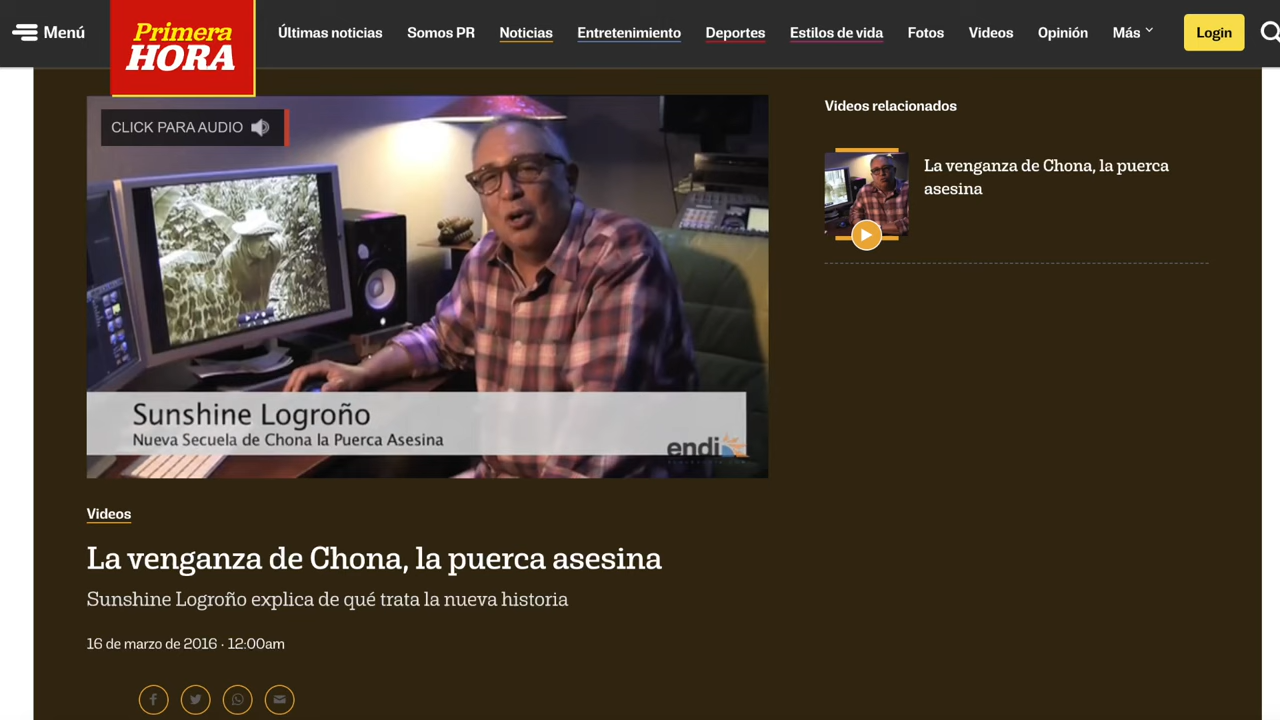 Menú
Primera
HORA
Últimas noticias
Somos PR
Noticias
Entretenimiento
Deportes
Estilos de vida
Fotos
Videos
Opinión
Más
Login
CLICK PARA AUDIO
Sunshine Logroño
Nueva Secuela de Chona la Puerca Asesina
endi
Videos
La venganza de Chona, la puerca asesina
Sunshine Logroño explica de qué trata la nueva historia
16 de marzo de 2016 · 12:00am
Videos relacionados
La venganza de Chona, la puerca
asesina